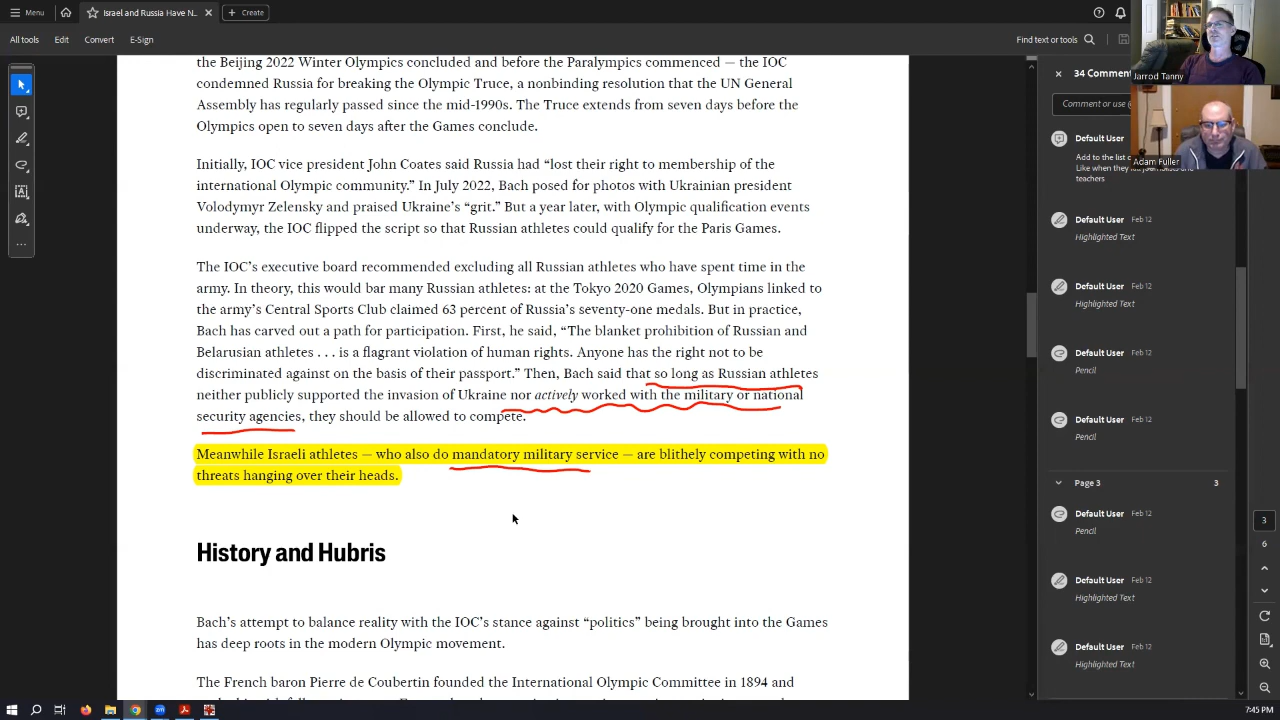 Menu
Israel and Russia Have N...
Create
All tools
Edit
Convert
E-Sign
Find text or tools
Jarrod Tanny
Adam Fuller
the Beijing 2022 Winter Olympics concluded and before the Paralympics commenced — the IOC
condemned Russia for breaking the Olympic Truce, a nonbinding resolution that the UN General
Assembly has regularly passed since the mid-1990s. The Truce extends from seven days before the
Olympics open to seven days after the Games conclude.
Initially, IOC vice president John Coates said Russia had “lost their right to membership of the
international Olympic community.” In July 2022, Bach posed for photos with Ukrainian president
Volodymyr Zelensky and praised Ukraine’s “grit.” But a year later, with Olympic qualification events
underway, the IOC flipped the script so that Russian athletes could qualify for the Paris Games.
The IOC’s executive board recommended excluding all Russian athletes who have spent time in the
army. In theory, this would bar many Russian athletes: at the Tokyo 2020 Games, Olympians linked to
the army’s Central Sports Club claimed 63 percent of Russia’s seventy-one medals. But in practice,
Bach has carved out a path for participation. First, he said, “The blanket prohibition of Russian and
Belarusian athletes . . . is a flagrant violation of human rights. Anyone has the right not to be
discriminated against on the basis of their passport.” Then, Bach said that so long as Russian athletes
neither publicly supported the invasion of Ukraine nor actively worked with the military or national
security agencies, they should be allowed to compete.
Meanwhile Israeli athletes — who also do mandatory military service — are blithely competing with no
threats hanging over their heads.
History and Hubris
Bach’s attempt to balance reality with the IOC’s stance against “politics” being brought into the Games
has deep roots in the modern Olympic movement.
The French baron Pierre de Coubertin founded the International Olympic Committee in 1894 and
34 Comm
Comment or use @
Default User
Add to the list
Like when they
teachers
Default User Feb 12
Highlighted Text
Default User Feb 12
Highlighted Text
Default User Feb 12
Pencil
Default User Feb 12
Pencil
Page 3 3
Default User Feb 12
Pencil
Default User Feb 12
Highlighted Text
Default User Feb 12
Highlighted Text
3
6
7:45 PM